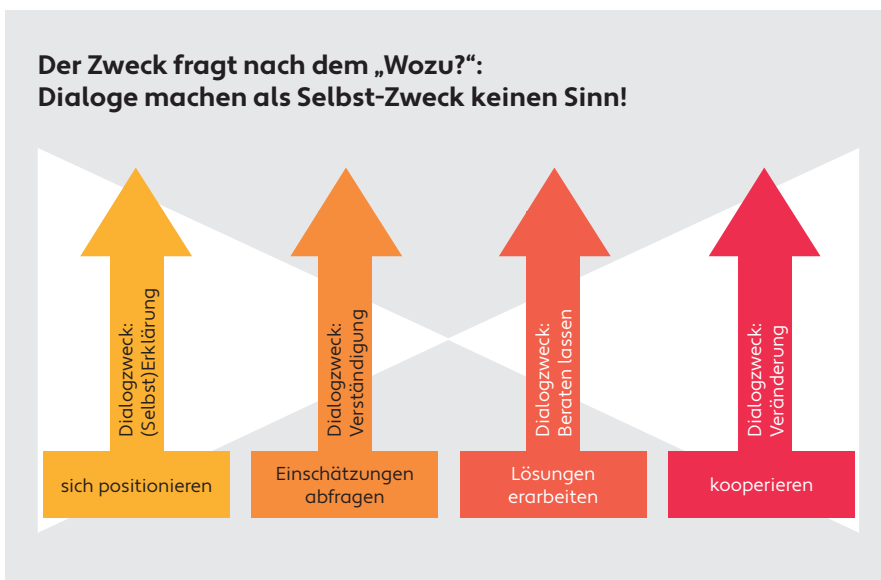 Der Zweck fragt nach dem „Wozu?“:
Dialoge machen als Selbst-Zweck keinen Sinn!
Dialogzweck:
(Selbst)Erklärung
sich positionieren
Dialogzweck:
Verständigung
Einschätzungen
abfragen
Dialogzweck:
Beraten lassen
Lösungen
erarbeiten
Dialogzweck:
Veränderung
kooperieren